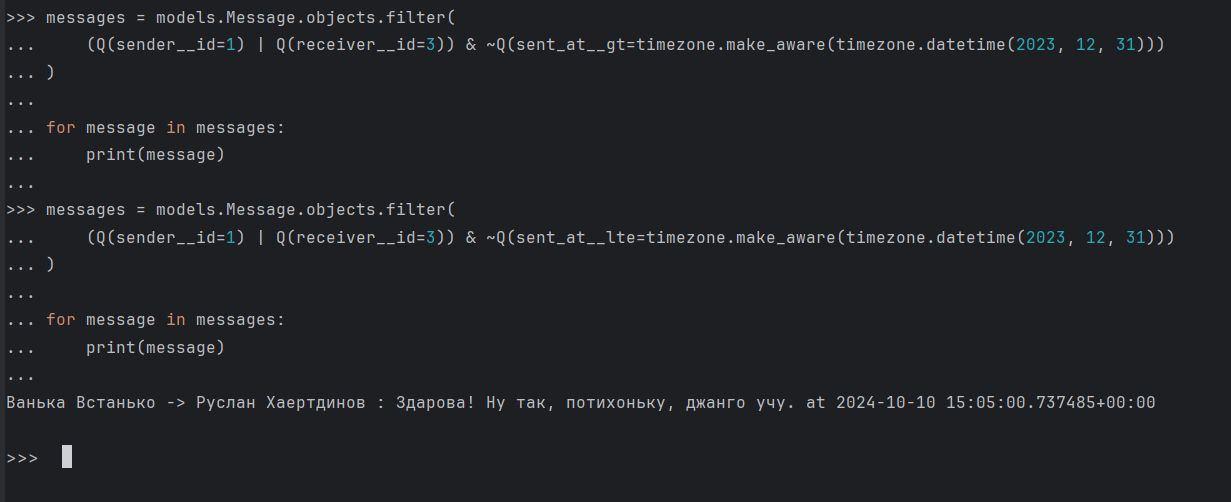 >>> messages = models.Message.objects.filter(
...     (Q(sender__id=1) | Q(receiver__id=3)) & ~Q(sent_at__gt=timezone.make_aware(timezone.datetime(2023, 12, 31)))
... )
...
... for message in messages:
...     print(message)
...
>>> messages = models.Message.objects.filter(
...     (Q(sender__id=1) | Q(receiver__id=3)) & ~Q(sent_at__lte=timezone.make_aware(timezone.datetime(2023, 12, 31)))
... )
...
... for message in messages:
...     print(message)
...
Ванька Встанько -> Руслан Хаертдинов : Здарова! Ну так, потихоньку, джанго учу. at 2024-10-10 15:05:00.737485+00:00
>>>